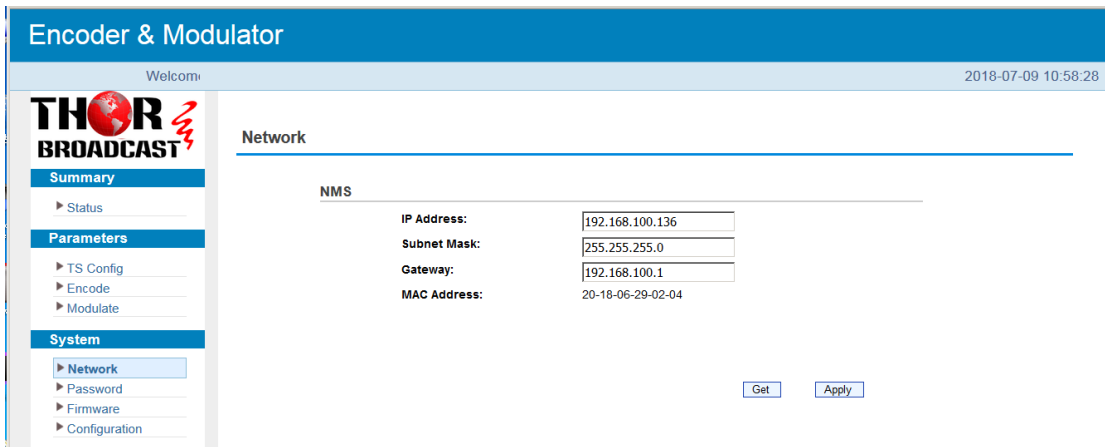 Encoder & Modulator
Welcom
2018-07-09 10:58:28
THOR
BROADCAST
Summary
Status
Parameters
TS Config
Encode
Modulate
System
Network
Password
Firmware
Configuration
Network
NMS
IP Address: 192.168.100.136
Subnet Mask: 255.255.255.0
Gateway: 192.168.100.1
MAC Address: 20-18-06-29-02-04
Get Apply